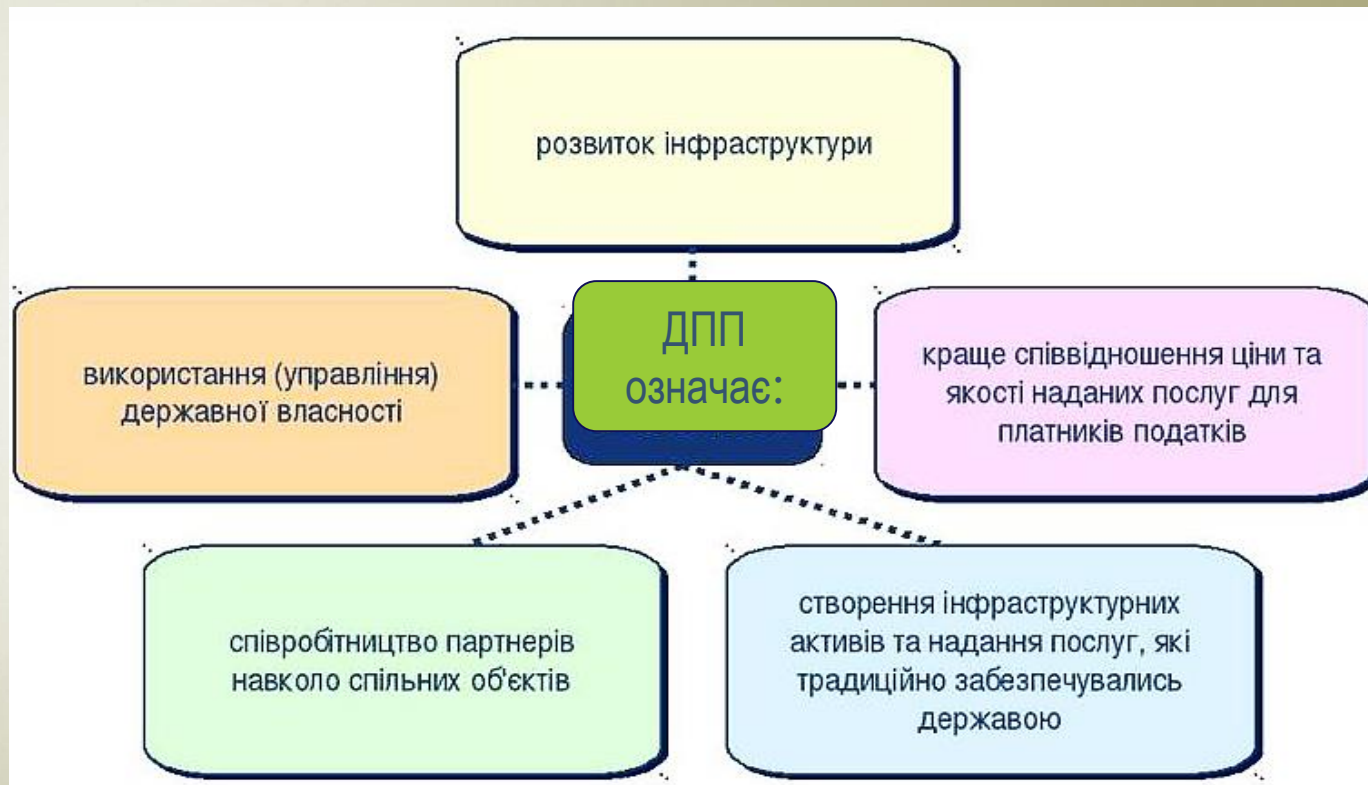 розвиток інфраструктури
ДПП
означає:
використання (управління)
державної власності
краще співвідношення ціни та
якості наданих послуг для
платників податків
співробітництво партнерів
навколо спільних об'єктів
створення інфраструктурних
активів та надання послуг, які
традиційно забезпечувались
державою